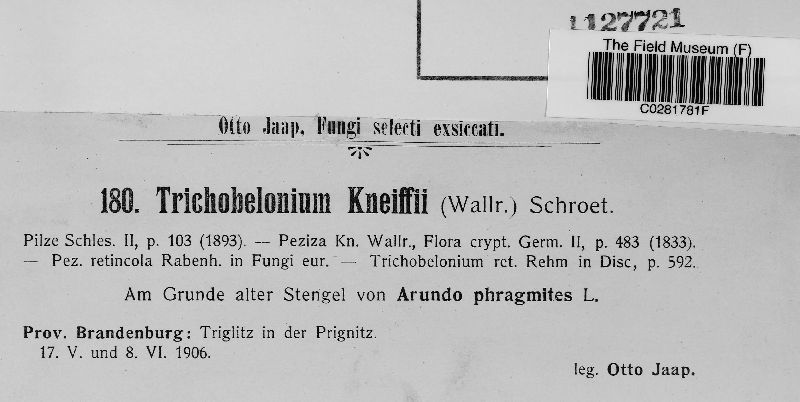 1127721
The Field Museum (F)
C0281781F
Otto Jaap, Fungi selecti exsiccati.
180. Trichobelonium Kneiffii (Wallr.) Schroet.
Pilze Schles. II, p. 103 (1893). — Peziza Kn. Wallr., Flora crypt. Germ. II, p. 483 (1833).
— Pez. retincola Rabenh. in Fungi eur. — Trichobelonium ret. Rehm in Disc, p. 592.
Am Grunde alter Stengel von Arundo phragmites L.
Prov. Brandenburg: Triglitz in der Prignitz.
17. V. und 8. VI. 1906.
leg. Otto Jaap.